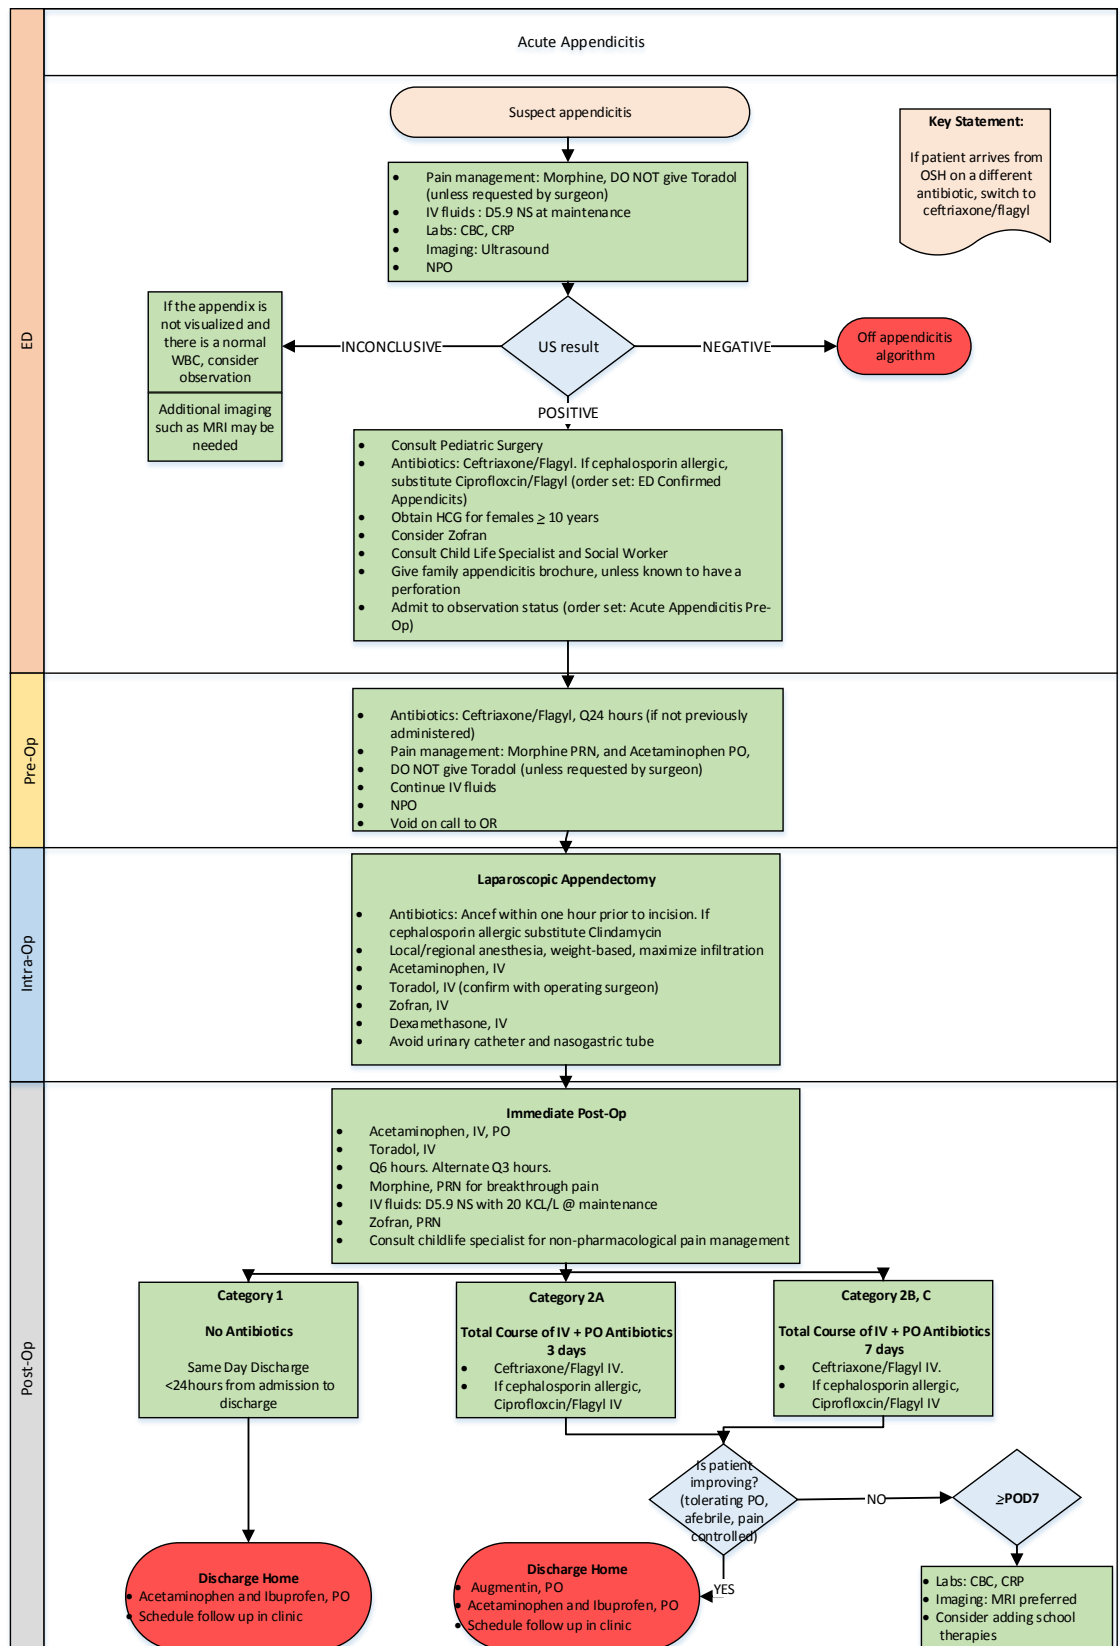 Acute Appendicitis
ED
Suspect appendicitis
Key Statement:
If patient arrives from
OSH on a different
antibiotic, switch to
ceftriaxone/flagyl
• Pain management: Morphine, DO NOT give Toradol
(unless requested by surgeon)
• IV fluids : D5.9 NS at maintenance
• Labs: CBC, CRP
• Imaging: Ultrasound
• NPO
If the appendix is
not visualized and
there is a normal
WBC, consider
observation
Additional imaging
such as MRI may be
needed
INCONCLUSIVE
US result
NEGATIVE
Off appendicitis
algorithm
POSITIVE
• Consult Pediatric Surgery
• Antibiotics: Ceftriaxone/Flagyl. If cephalosporin allergic,
substitute Ciprofloxcin/Flagyl (order set: ED Confirmed
Appendicits)
• Obtain HCG for females ≥ 10 years
• Consider Zofran
• Consult Child Life Specialist and Social Worker
• Give family appendicitis brochure, unless known to have a
perforation
• Admit to observation status (order set: Acute Appendicitis Pre-
Op)
Pre-Op
• Antibiotics: Ceftriaxone/Flagyl, Q24 hours (if not previously
administered)
• Pain management: Morphine PRN, and Acetaminophen PO,
• DO NOT give Toradol (unless requested by surgeon)
• Continue IV fluids
• NPO
• Void on call to OR
Intra-Op
Laparoscopic Appendectomy
• Antibiotics: Ancef within one hour prior to incision. If
cephalosporin allergic substitute Clindamycin
• Local/regional anesthesia, weight-based, maximize infiltration
• Acetaminophen, IV
• Toradol, IV (confirm with operating surgeon)
• Zofran, IV
• Dexamethasone, IV
• Avoid urinary catheter and nasogastric tube
Post-Op
Immediate Post-Op
• Acetaminophen, IV, PO
• Toradol, IV
• Q6 hours. Alternate Q3 hours.
• Morphine, PRN for breakthrough pain
• IV fluids: D5.9 NS with 20 KCL/L @ maintenance
• Zofran, PRN
• Consult childlife specialist for non-pharmacological pain management
Category 1
No Antibiotics
Same Day Discharge
<24hours from admission to
discharge
Category 2A
Total Course of IV + PO Antibiotics
3 days
• Ceftriaxone/Flagyl IV.
• If cephalosporin allergic,
Ciprofloxcin/Flagyl IV
Category 2B, C
Total Course of IV + PO Antibiotics
7 days
• Ceftriaxone/Flagyl IV.
• If cephalosporin allergic,
Ciprofloxcin/Flagyl IV
Is patient
improving?
(tolerating PO,
afebrile, pain
controlled)
NO
≥POD7
YES
Discharge Home
• Acetaminophen and Ibuprofen, PO
• Schedule follow up in clinic
Discharge Home
• Augmentin, PO
• Acetaminophen and Ibuprofen, PO
• Schedule follow up in clinic
• Labs: CBC, CRP
• Imaging: MRI preferred
• Consider adding school
therapies